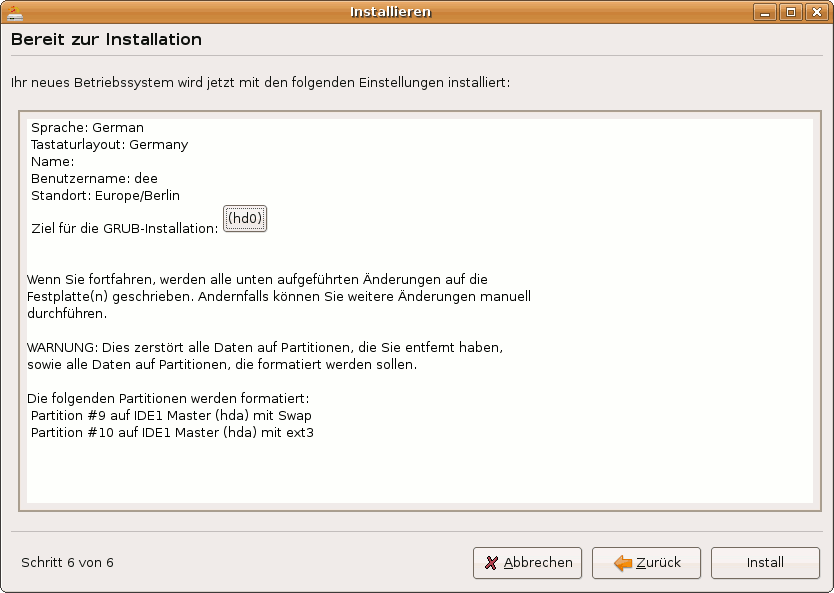 Installieren
Bereit zur Installation
Ihr neues Betriebssystem wird jetzt mit den folgenden Einstellungen installiert:
Sprache: German
Tastaturlayout: Germany
Name:
Benutzername: dee
Standort: Europe/Berlin
Ziel für die GRUB-Installation: (hd0)
Wenn Sie fortfahren, werden alle unten aufgeführten Änderungen auf die
Festplatte(n) geschrieben. Andernfalls können Sie weitere Änderungen manuell
durchführen.
WARNUNG: Dies zerstört alle Daten auf Partitionen, die Sie entfernt haben,
sowie alle Daten auf Partitionen, die formatiert werden sollen.
Die folgenden Partitionen werden formatiert:
Partition #9 auf IDE1 Master (hda) mit Swap
Partition #10 auf IDE1 Master (hda) mit ext3
Schritt 6 von 6
Abbrechen
Zurück
Install